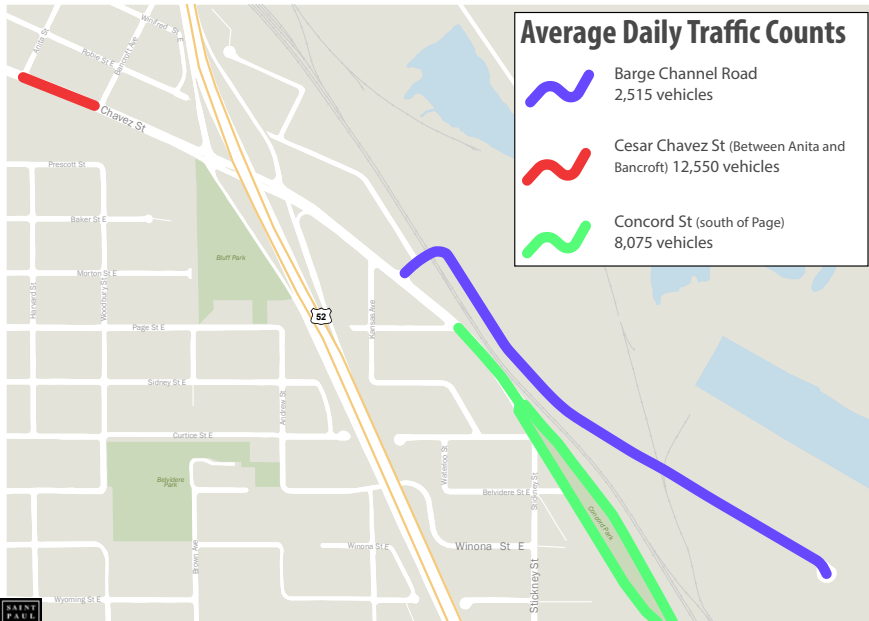 Average Daily Traffic Counts
Barge Channel Road
2,515 vehicles
Cesar Chavez St (Between Anita and
Bancroft) 12,550 vehicles
Concord St (south of Page)
8,075 vehicles
Winifred St E
Anita St
Bancroft Ave
Robie St E
Chavez St
Prescott St
Baker St E
Bluff Park
Morton St E
Harvard St
Woodbury St
52
Kansas Ave
Page St E
Sidney St E
Andrew St
Curtice St E
Waterloo St
Belvidere
Park
Belvidere St E
Stickney St
Concord Park
Brown Ave
Winona St E
Winona St E
Stickney St
Wyoming St E
SAINT
PAUL